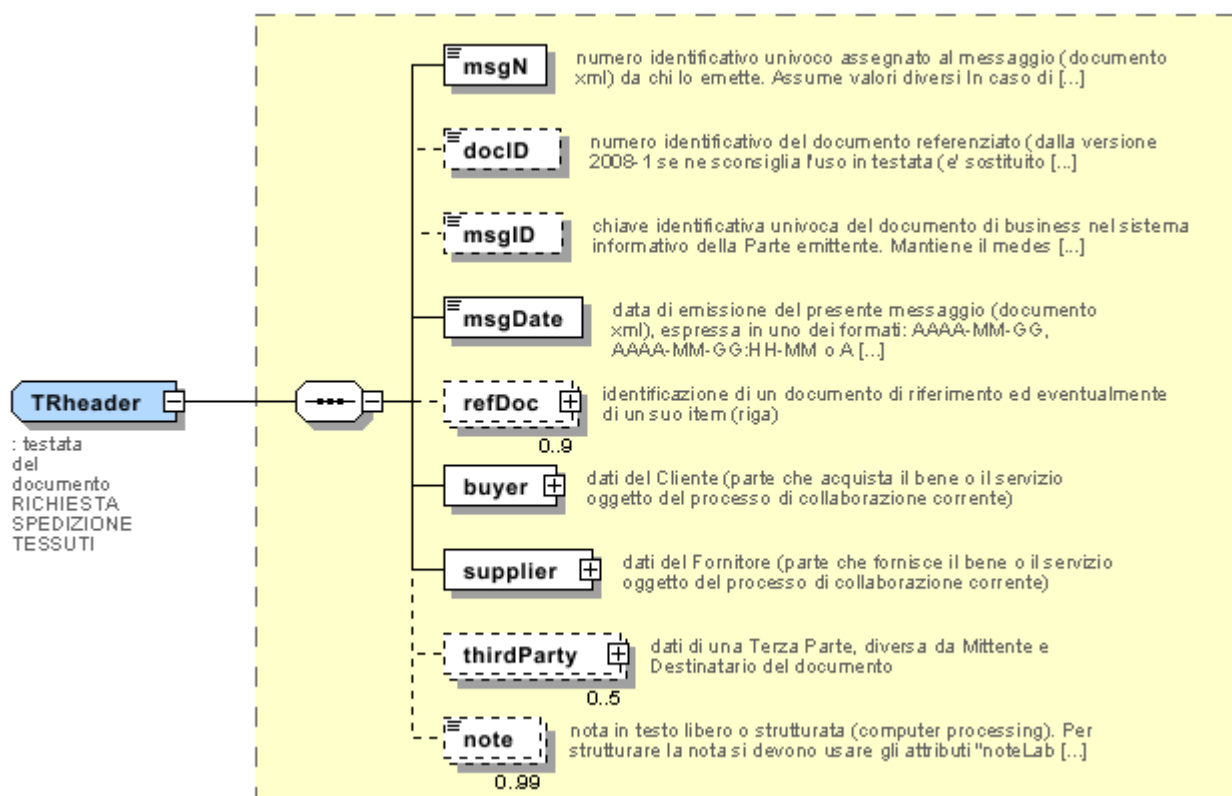 msgN
numero identificativo univoco assegnato al messaggio (documento
xml) da chi lo emette. Assume valori diversi In caso di [...]
docID
numero identificativo del documento referenziato (dalla versione
2008-1 se ne sconsiglia l'uso in testata (e' sostituito [...]
msgID
chiave identificativa univoca del documento di business nel sistema
informativo della Parte emittente. Mantiene il medes [...]
msgDate
data di emissione del presente messaggio (documento
xml), espressa in uno dei formati: AAAA-MM-GG,
AAAA-MM-GG:HH-MM o A [...]
TRheader
: testata
del
documento
RICHIESTA
SPEDIZIONE
TESSUTI
refDoc
0..9
identificazione di un documento di riferimento ed eventualmente
di un suo item (riga)
buyer
dati del Cliente (parte che acquista il bene o il servizio
oggetto del processo di collaborazione corrente)
supplier
dati del Fornitore (parte che fornisce il bene o il servizio
oggetto del processo di collaborazione corrente)
thirdParty
0..5
dati di una Terza Parte, diversa da Mittente e
Destinatario del documento
note
0..99
nota in testo libero o strutturata (computer processing). Per
strutturare la nota si devono usare gli attributi "noteLab [...]